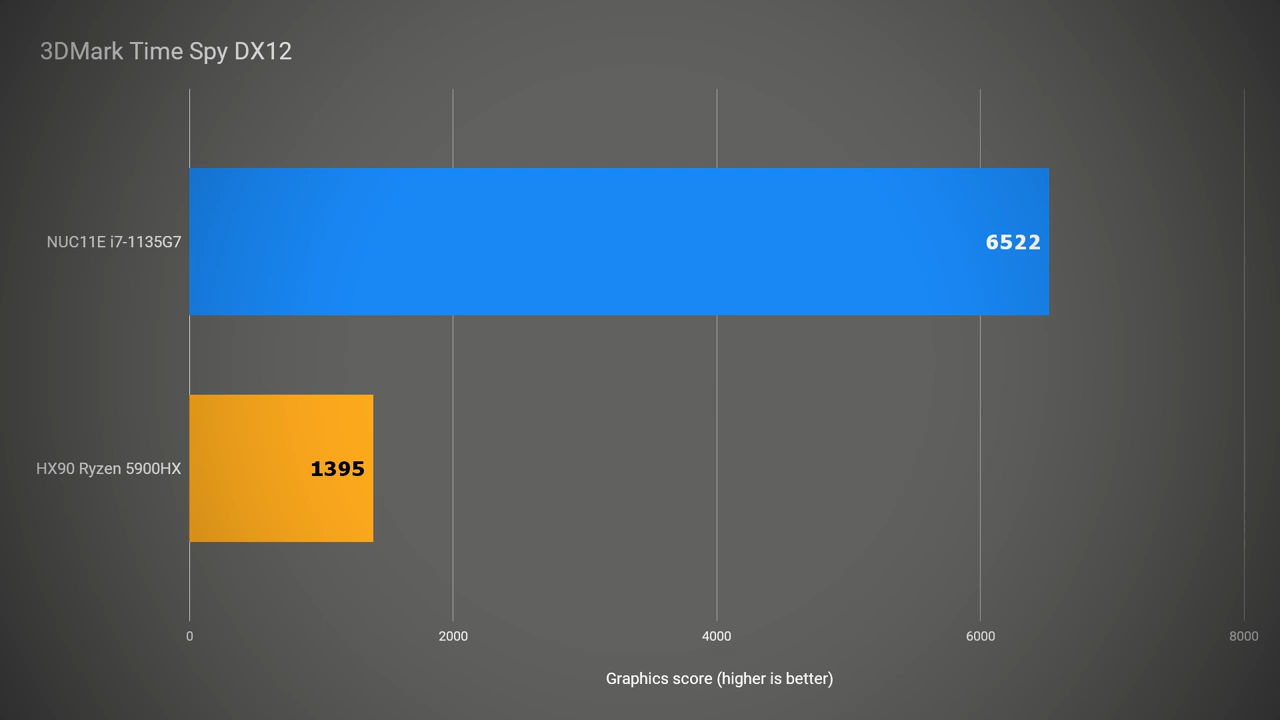 3DMark Time Spy DX12
NUC11E i7-1135G7
6522
HX90 Ryzen 5900HX
1395
0
2000
4000
6000
8000
Graphics score (higher is better)